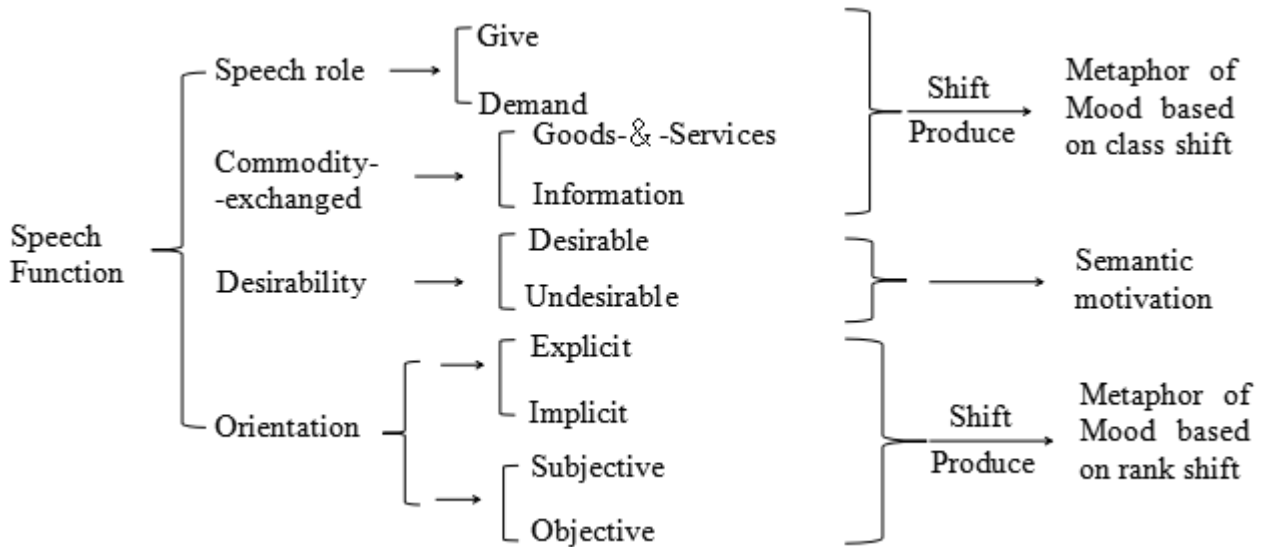 Speech
Function
Speech role
Give
Demand
Commodity-
-exchanged
Goods-&-Services
Information
Desirability
Desirable
Undesirable
Orientation
Explicit
Implicit
Subjective
Objective
Shift
Produce
Metaphor of
Mood based
on class shift
Semantic
motivation
Shift
Produce
Metaphor of
Mood based
on rank shift